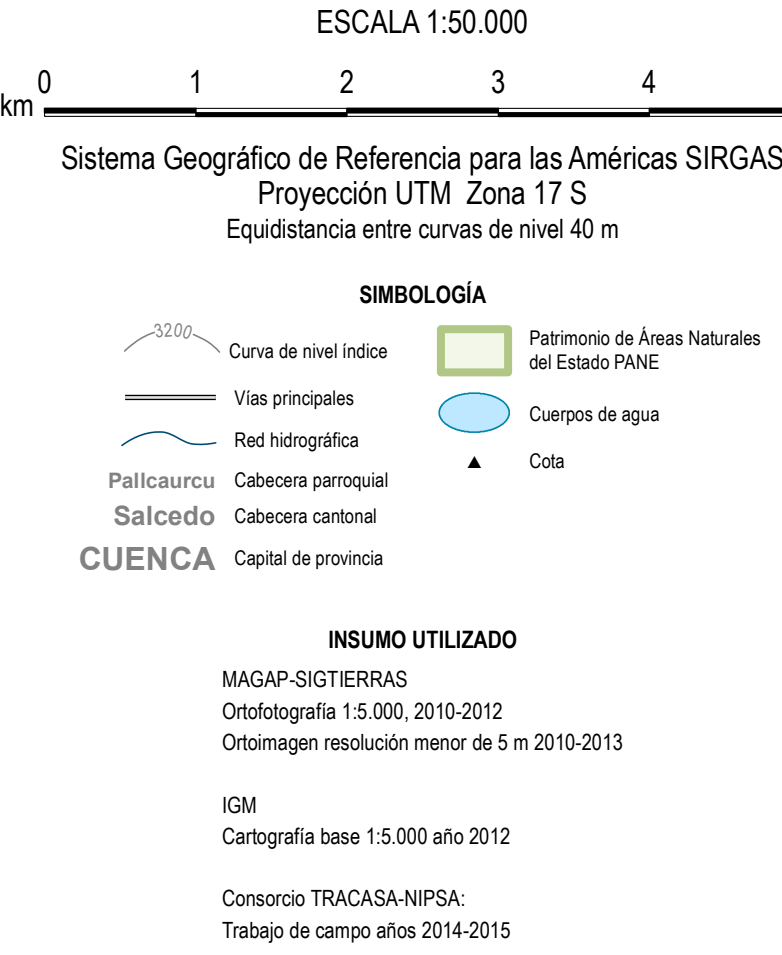 ESCALA 1:50.000
0 1 2 3 4
km
Sistema Geográfico de Referencia para las Américas SIRGAS
Proyección UTM Zona 17 S
Equidistancia entre curvas de nivel 40 m
SIMBOLOGÍA
3200
Curva de nivel índice
Vías principales
Red hidrográfica
Pallcaurcu Cabecera parroquial
Salcedo Cabecera cantonal
CUENCA Capital de provincia
Patrimonio de Áreas Naturales
del Estado PANE
Cuerpos de agua
Cota
INSUMO UTILIZADO
MAGAP-SIGTIERRAS
Ortofotografía 1:5.000, 2010-2012
Ortoimagen resolución menor de 5 m 2010-2013
IGM
Cartografía base 1:5.000 año 2012
Consorcio TRACASA-NIPSA:
Trabajo de campo años 2014-2015